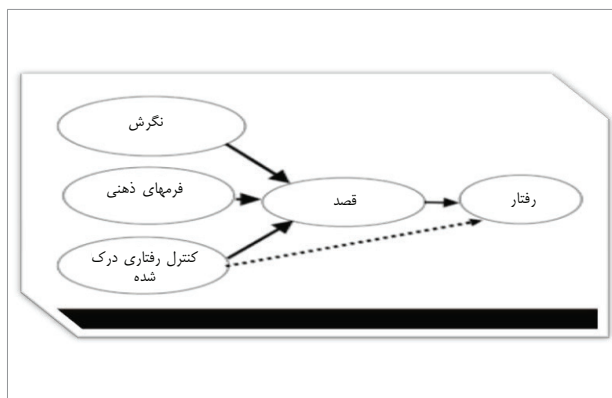 نگرش
فرمهای ذهنی
قصد
رفتار
کنترل رفتاری درک
شده